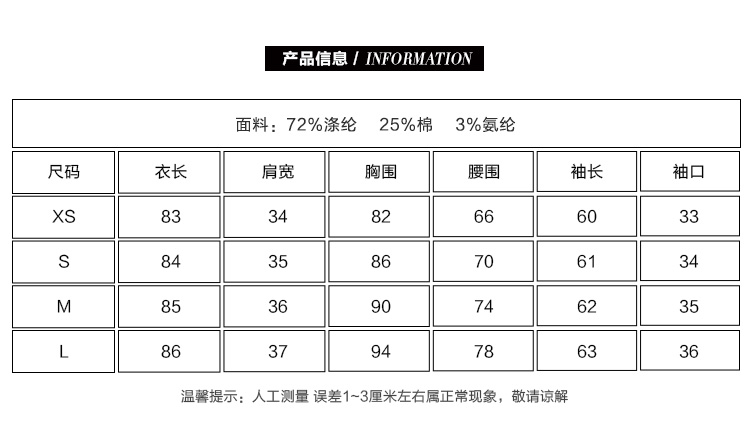 产品信息 / INFORMATION
面料：72%涤纶 25%棉 3%氨纶
尺码 衣长 肩宽 胸围 腰围 袖长 袖口
XS 83 34 82 66 60 33
S 84 35 86 70 61 34
M 85 36 90 74 62 35
L 86 37 94 78 63 36
温馨提示：人工测量 误差1~3厘米左右属正常现象，敬请谅解